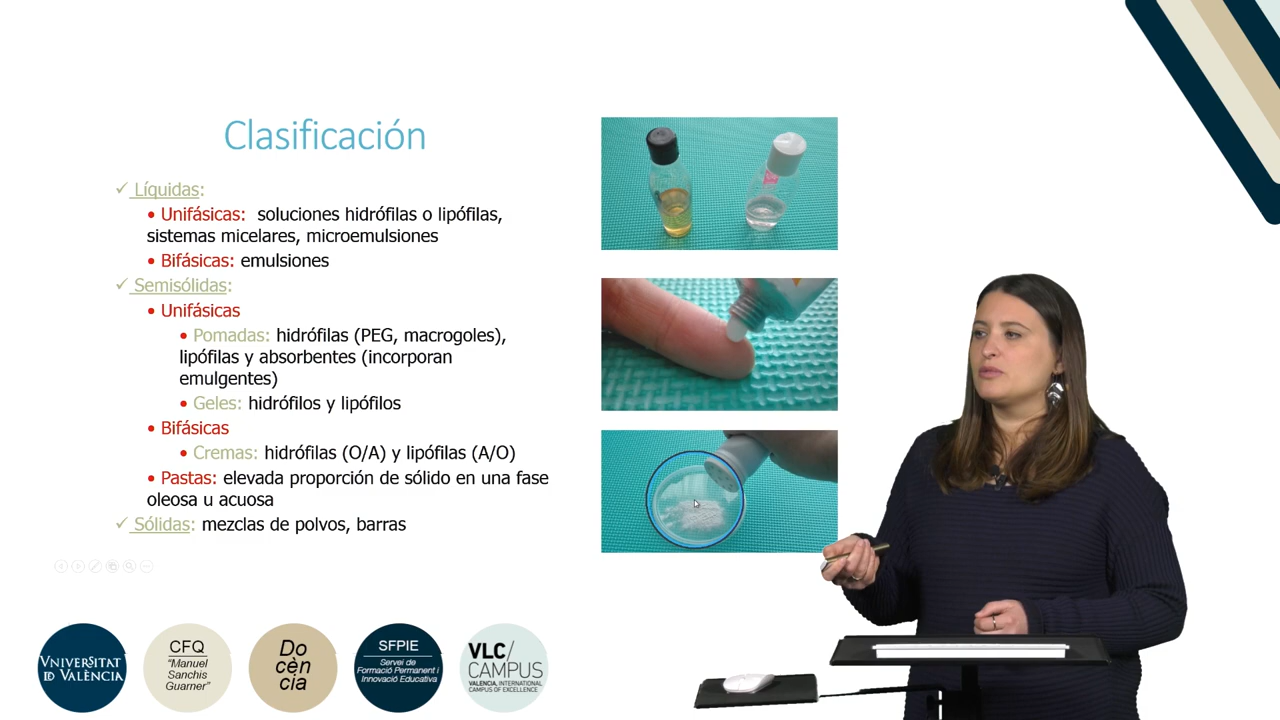 Clasificación
✓ Líquidas:
• Unifásicas: soluciones hidrófilas o lipófilas,
sistemas micelares, microemulsiones
• Bifásicas: emulsiones
✓ Semisólidas:
• Unifásicas
• Pomadas: hidrófilas (PEG, macrogoles),
lipófilas y absorbentes (incorporan
emulgentes)
• Geles: hidrófilos y lipófilos
• Bifásicas
• Cremas: hidrófilas (O/A) y lipófilas (A/O)
• Pastas: elevada proporción de sólido en una fase
oleosa u acuosa
✓ Sólidas: mezclas de polvos, barras
VNIVERSITAT
ID VALÈNCIA
CFQ
"Manuel
Sanchis
Guarner"
Do
cèn
cia
SFPIE
Servei de
Formació Permanent i
Innovació Educativa
VLC/
CAMPUS
VALENCIA, INTERNATIONAL
CAMPUS OF EXCELLENCE